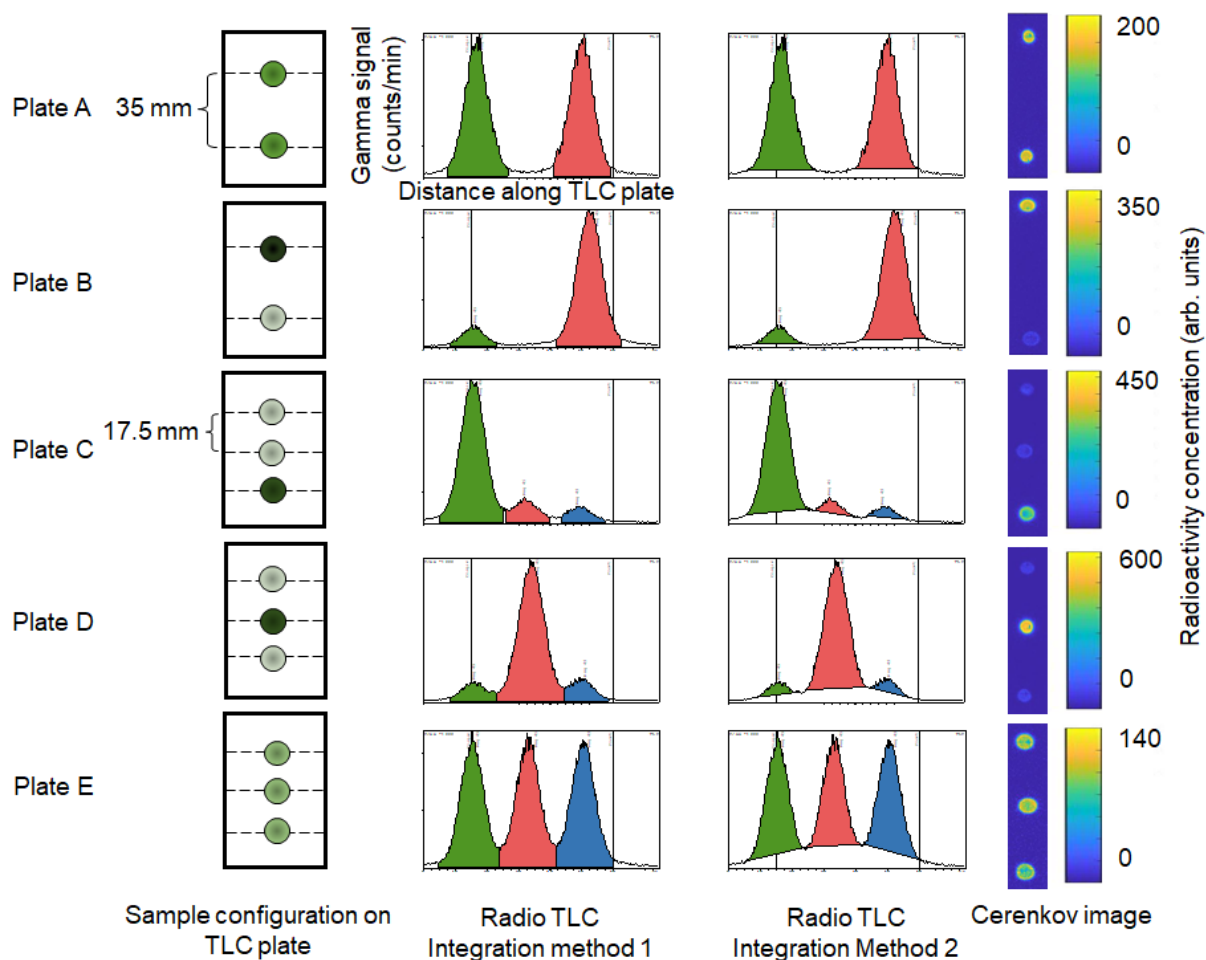 Gamma signal
(counts/min)
200
Plate A
35 mm
0
Distance along TLC plate
350
Plate B
0
Radioactivity concentration (arb. units)
450
17.5 mm
Plate C
0
600
Plate D
0
140
Plate E
0
Sample configuration on
TLC plate
Radio TLC
Integration method 1
Radio TLC
Integration Method 2
Cerenkov image